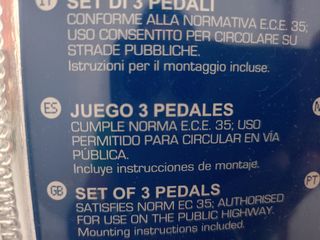 IT SET DI 3 PEDALI
CONFORME ALLA NORMATIVA E.C.E. 35;
USO CONSENTITO PER CIRCOLARE SU
STRADE PUBBLICHE.
Istruzioni per il montaggio incluse.
ES JUEGO 3 PEDALES
CUMPLE NORMA E.C.E. 35; USO
PERMITIDO PARA CIRCULAR EN VÍA
PÚBLICA.
Incluye instrucciones de montaje.
GB SET OF 3 PEDALS
SATISFIES NORM EC 35; AUTHORISED
FOR USE ON THE PUBLIC HIGHWAY.
Mounting instructions included.
PT